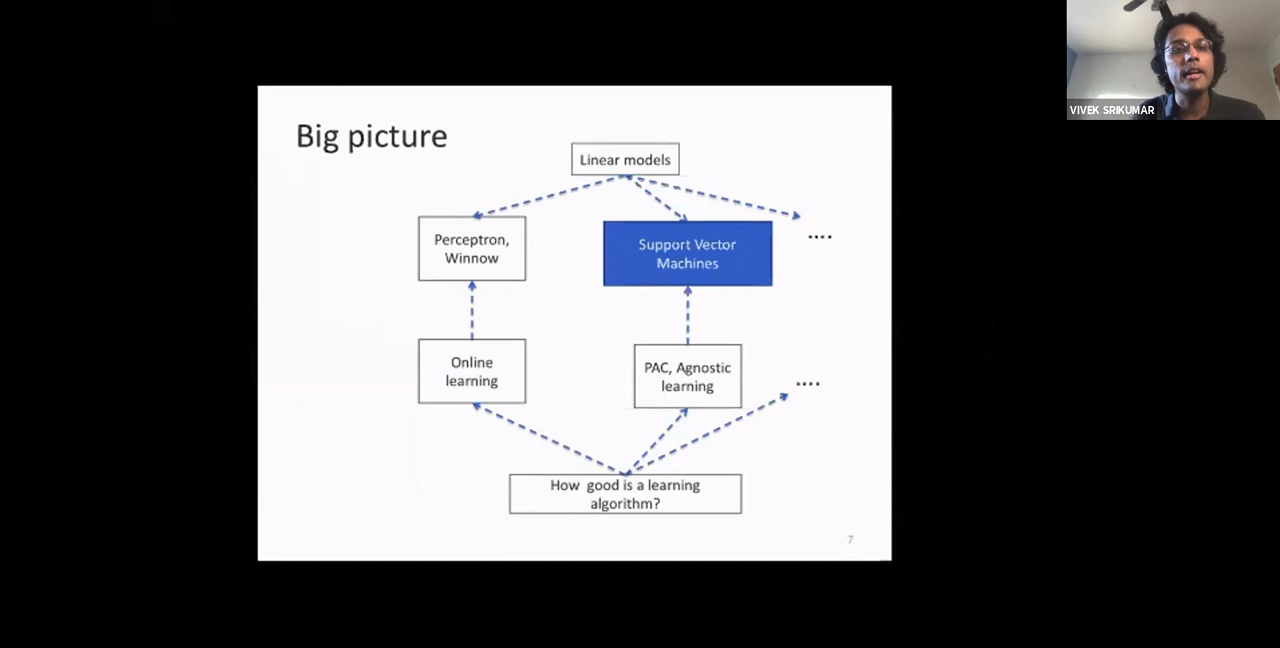 VIVEK SRIKUMAR
Big picture
Linear models
Perceptron,
Winnow
Support Vector
Machines
....
Online
learning
PAC, Agnostic
learning
....
How good is a learning
algorithm?
7